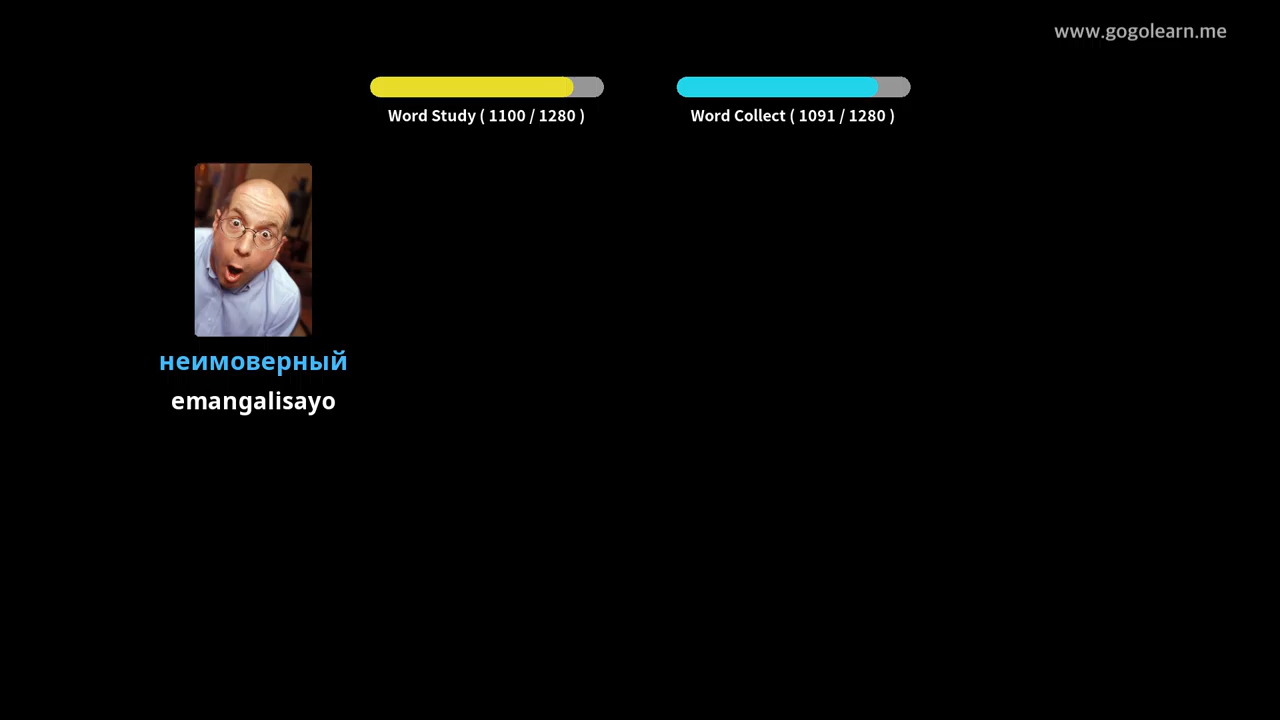 www.gogolearn.me
Word Study ( 1100 / 1280 )
Word Collect ( 1091 / 1280 )
неимоверный
emangalisayo